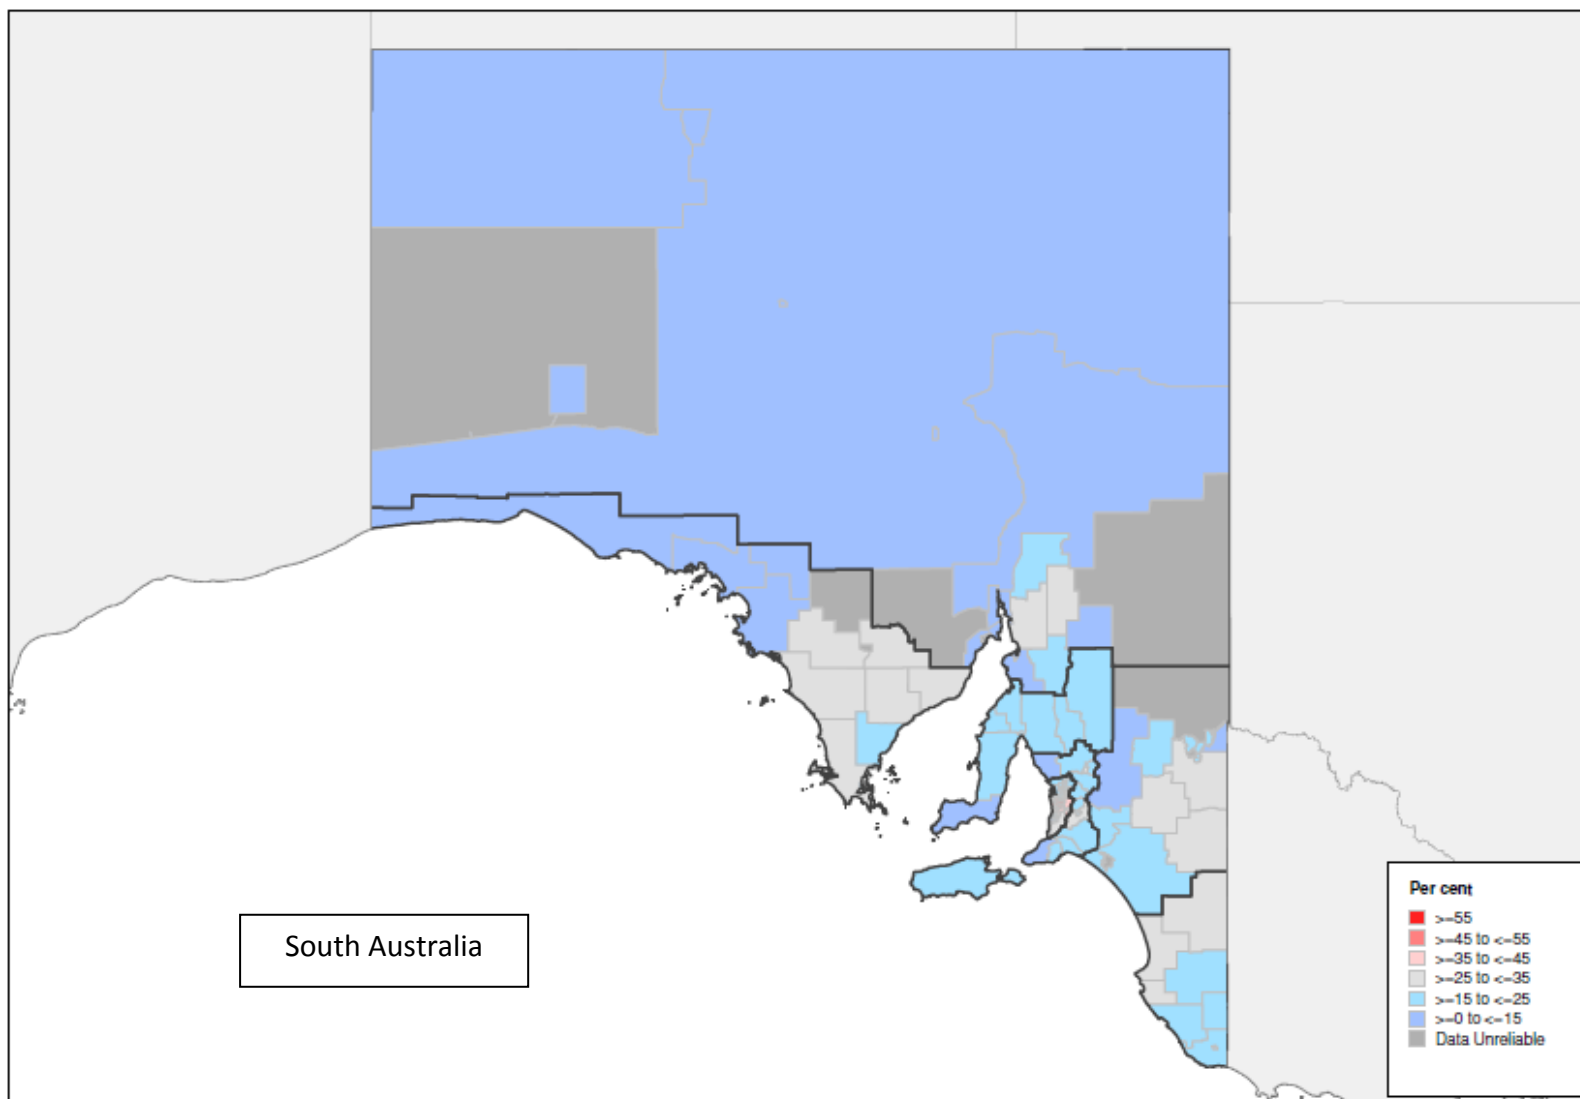 South Australia
Per cent
>=55
>=45 to <=55
>=35 to <=45
>=25 to <=35
>=15 to <=25
>=0 to <=15
Data Unreliable